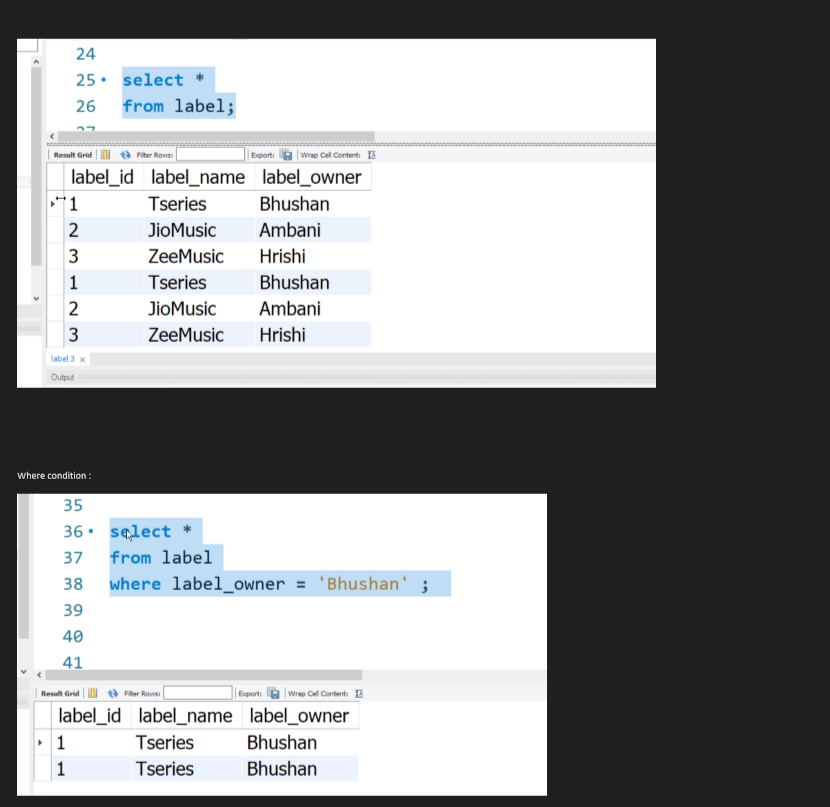 24
25 select *
26 from label;
27
Result Grid Filter Rows: Export: Wrap Cell Content:
label_id label_name label_owner
1 Tseries Bhushan
2 JioMusic Ambani
3 ZeeMusic Hrishi
1 Tseries Bhushan
2 JioMusic Ambani
3 ZeeMusic Hrishi
label 3 x
Output
Where condition :
35
36 select *
37 from label
38 where label_owner = 'Bhushan' ;
39
40
41
Result Grid Filter Rows: Export: Wrap Cell Content:
label_id label_name label_owner
1 Tseries Bhushan
1 Tseries Bhushan